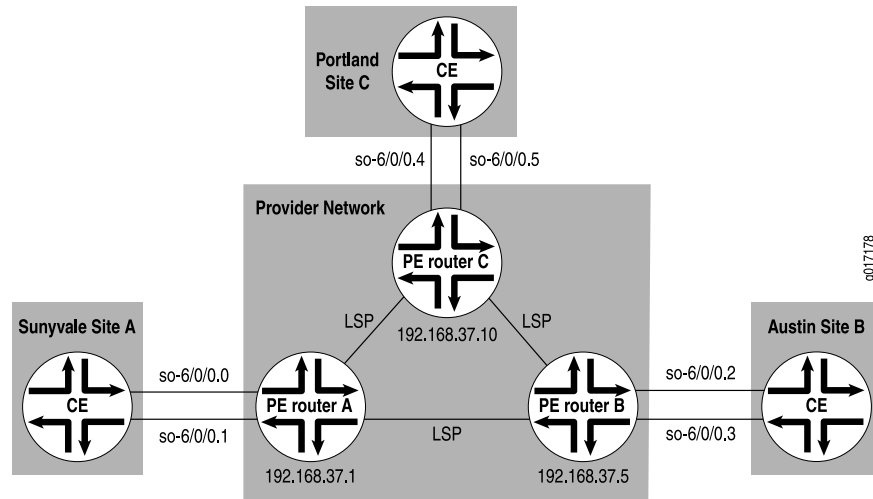 Portland
Site C
CE
so-6/0/0.4
so-6/0/0.5
Provider Network
PE router C
g017178
Sunyvale Site A
LSP
192.168.37.10
LSP
Austin Site B
so-6/0/0.0
so-6/0/0.2
CE
PE router A
PE router B
CE
so-6/0/0.1
LSP
so-6/0/0.3
192.168.37.1
192.168.37.5